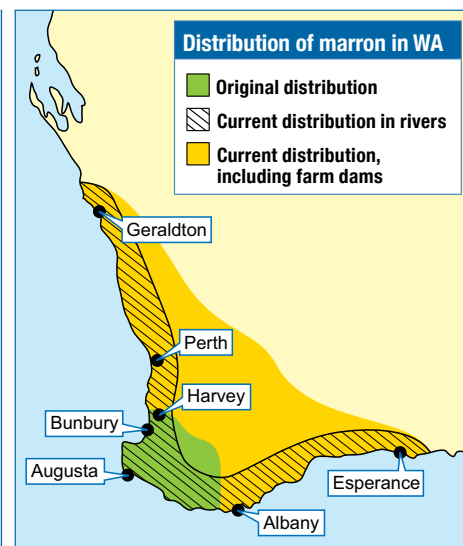 Distribution of marron in WA
Original distribution
Current distribution in rivers
Current distribution,
including farm dams
Geraldton
Perth
Harvey
Bunbury
Augusta
Esperance
Albany